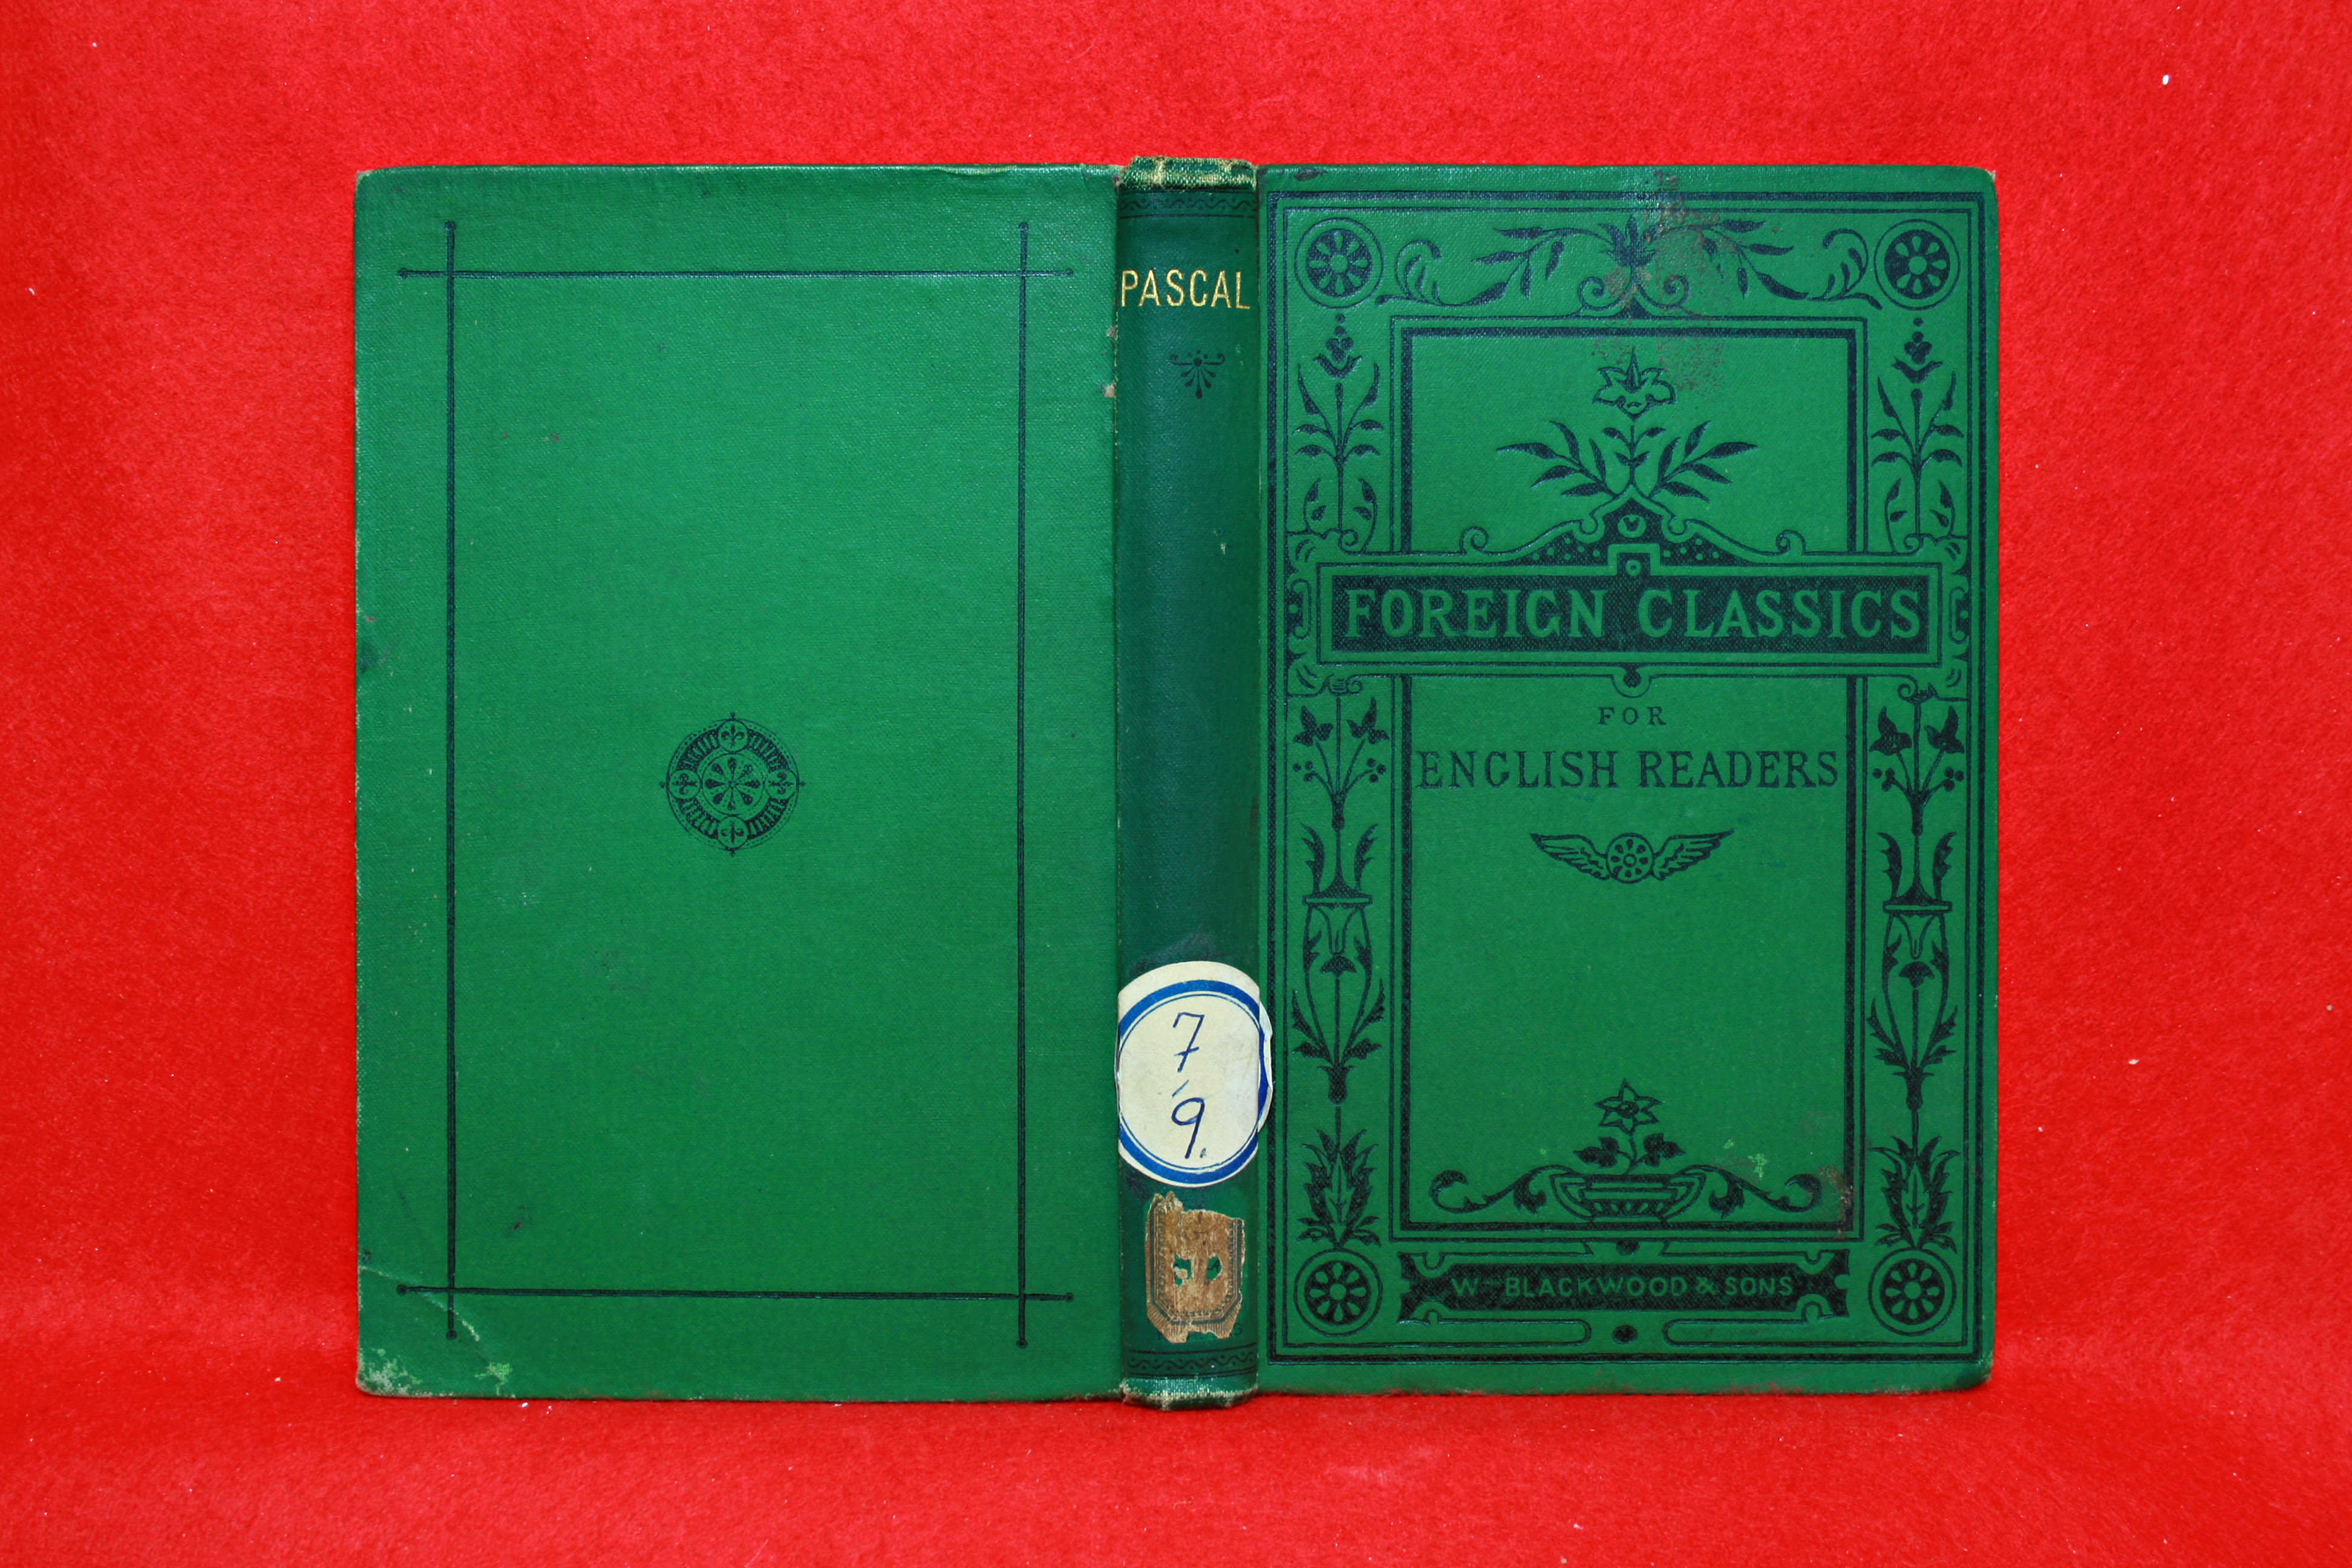 PASCAL
7
9.
FOREIGN CLASSICS
FOR
ENGLISH READERS
Wm BLACKWOOD & SONS